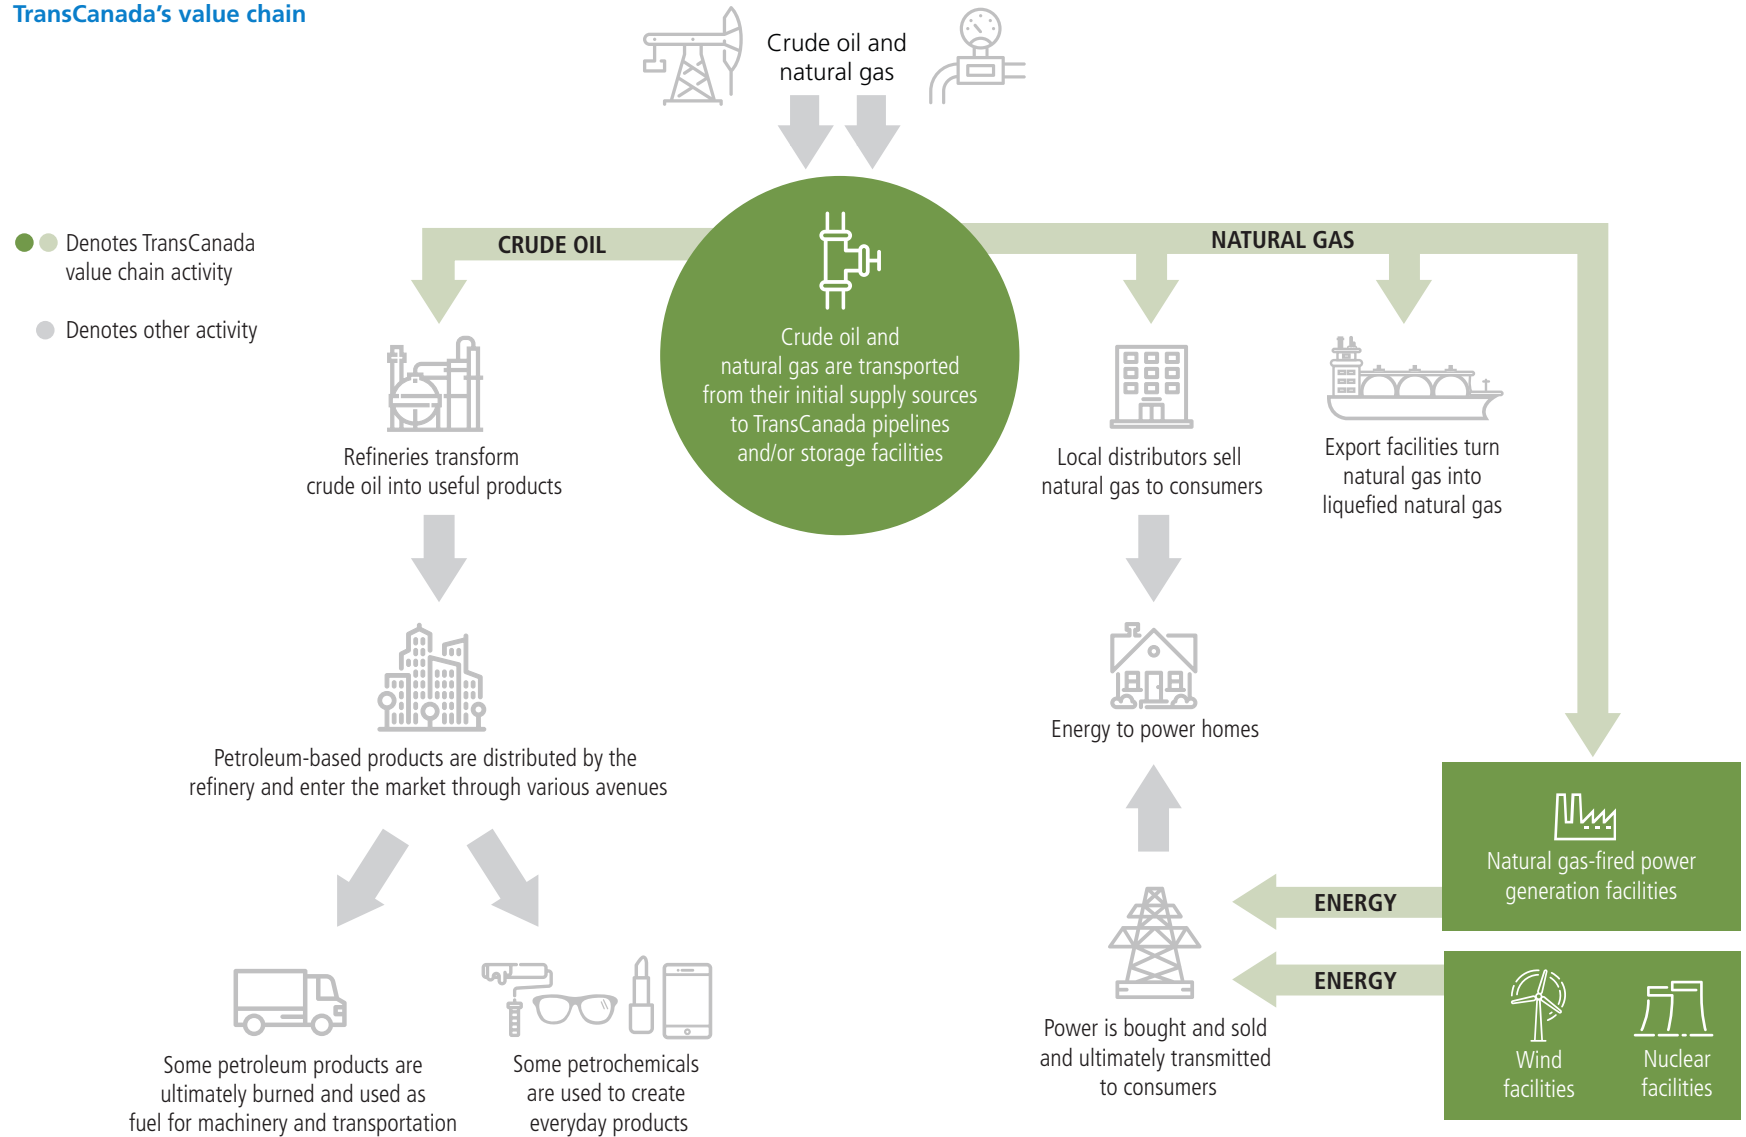 TransCanada’s value chain
Crude oil and
natural gas
Denotes TransCanada
value chain activity
Denotes other activity
CRUDE OIL
NATURAL GAS
Crude oil and
natural gas are transported
from their initial supply sources
to TransCanada pipelines
and/or storage facilities
Refineries transform
crude oil into useful products
Local distributors sell
natural gas to consumers
Export facilities turn
natural gas into
liquefied natural gas
Petroleum-based products are distributed by the
refinery and enter the market through various avenues
Energy to power homes
Natural gas-fired power
generation facilities
ENERGY
ENERGY
Power is bought and sold
and ultimately transmitted
to consumers
Wind
facilities
Nuclear
facilities
Some petroleum products are
ultimately burned and used as
fuel for machinery and transportation
Some petrochemicals
are used to create
everyday products